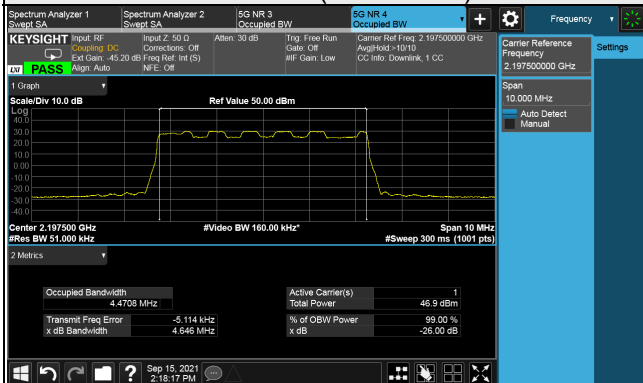 Spectrum Analyzer 1
Swept SA
Spectrum Analyzer 2
Swept SA
5G NR 3
Occupied BW
5G NR 4
Occupied BW
▼
+
Frequency
▼
KEYSIGHT
Input: RF
Coupling: DC
Ext Gain: -45.20 dB
Align: Auto
Input Z: 50 Ω
Corrections: Off
Freq Ref: Int (S)
NFE: Off
Atten: 30 dB
Trig: Free Run
Gate: Off
#IF Gain: Low
Carrier Ref Freq: 2.197500000 GHz
Avg|Hold:>10/10
CC Info: Downlink, 1 CC
LXI
PASS
Carrier Reference
Frequency
2.197500000 GHz
Settings
Span
10.000 MHz
Auto Detect
Manual
1 Graph
▼
Scale/Div 10.0 dB
Ref Value 50.00 dBm
Log
40.0
30.0
20.0
10.0
0.00
-10.0
-20.0
-30.0
-40.0
Center 2.197500 GHz
#Video BW 160.00 kHz*
Span 10 MHz
#Res BW 51.000 kHz
#Sweep 300 ms (1001 pts)
2 Metrics
▼
Occupied Bandwidth
4.4708 MHz
Active Carrier(s)
1
Total Power
46.9 dBm
Transmit Freq Error
-5.114 kHz
% of OBW Power
99.00 %
x dB Bandwidth
4.646 MHz
x dB
-26.00 dB
?
Sep 15, 2021
2:18:17 PM